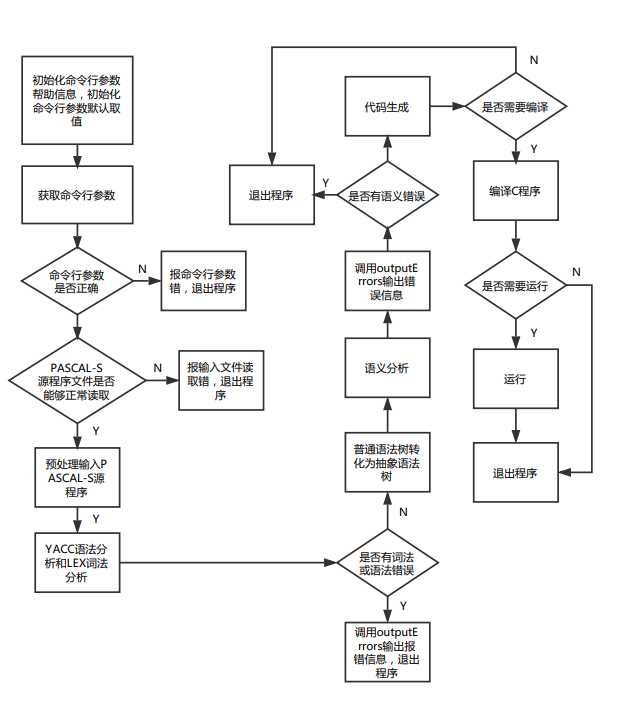 初始化命令行参数
帮助信息，初始化
命令行参数默认取
值
获取命令行参数
命令行参数
是否正确
N
报命令行参数
错，退出程序
PASCAL-S
源程序文件是否
能够正常读取
N
报输入文件读
取错，退出程
序
Y
预处理输入P
ASCAL-S源
程序
Y
YACC语法分
析和LEX词法
分析
是否有词法
或语法错误
Y
调用outputE
rrors输出报
错信息，退出
程序
N
普通语法树转
化为抽象语法
树
语义分析
调用outputE
rrors输出错
误信息
是否有语义错误
Y
退出程序
代码生成
是否需要编译
N
Y
编译C程序
是否需要运行
N
Y
运行
退出程序